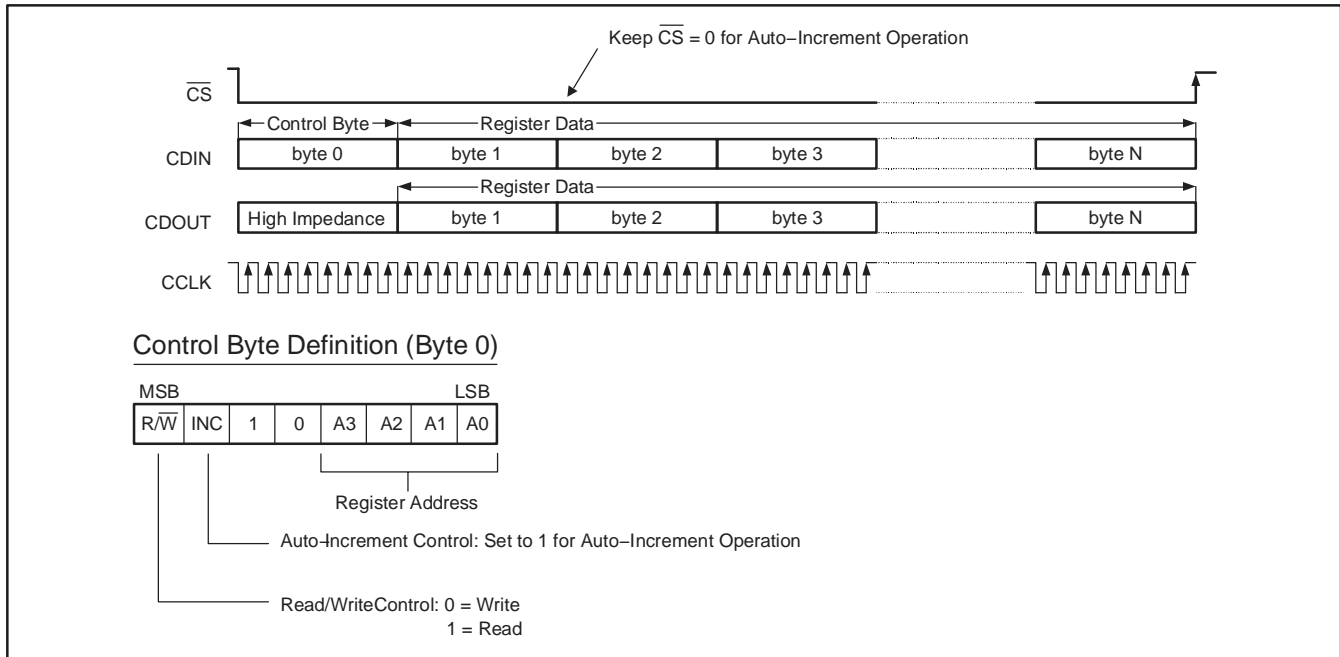 Keep CS = 0 for Auto–Increment Operation
CS
Control Byte Register Data
CDIN byte 0 byte 1 byte 2 byte 3 byte N
Register Data
CDOUT High Impedance byte 1 byte 2 byte 3 byte N
CCLK
Control Byte Definition (Byte 0)
MSB LSB
R/W INC 1 0 A3 A2 A1 A0
Register Address
Auto–Increment Control: Set to 1 for Auto–Increment Operation
Read/WriteControl: 0 = Write
1 = Read